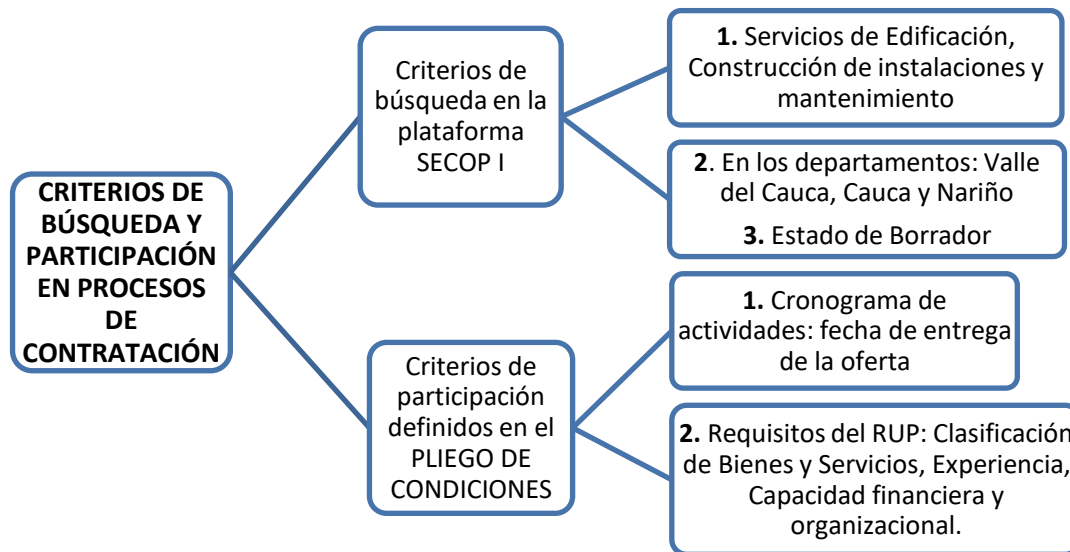 CRITERIOS DE
BÚSQUEDA Y
PARTICIPACIÓN
EN PROCESOS
DE
CONTRATACIÓN
Criterios de
búsqueda en la
plataforma
SECOP I
1. Servicios de Edificación,
Construcción de instalaciones y
mantenimiento
2. En los departamentos: Valle
del Cauca, Cauca y Nariño
3. Estado de Borrador
Criterios de
participación
definidos en el
PLIEGO DE
CONDICIONES
1. Cronograma de
actividades: fecha de entrega
de la oferta
2. Requisitos del RUP: Clasificación
de Bienes y Servicios, Experiencia,
Capacidad financiera y
organizacional.